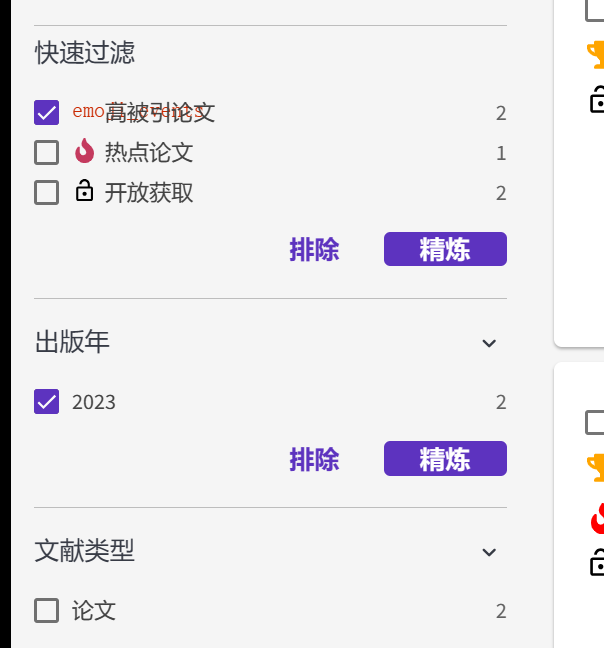 快速过滤
emoji_events 高被引论文 2
热点论文 1
开放获取 2
排除 精炼
出版年
2023 2
排除 精炼
文献类型
论文 2